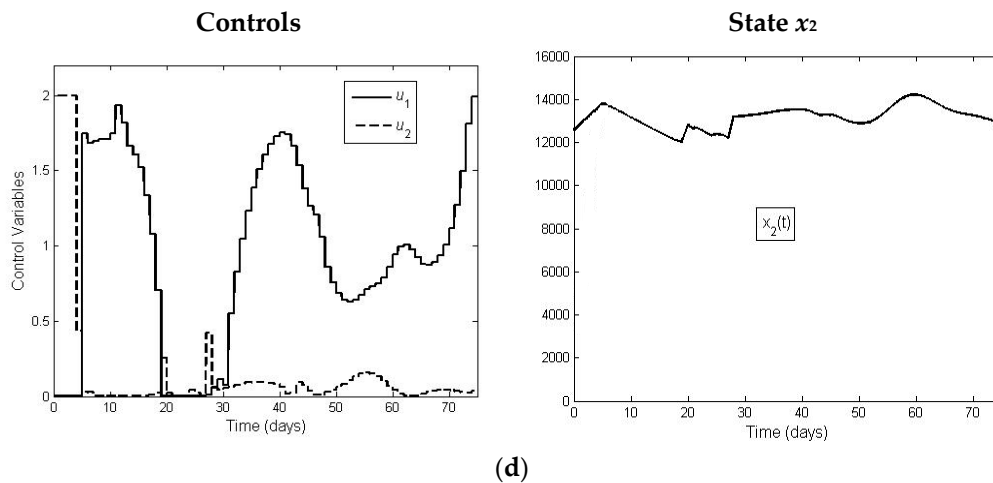 Controls
State x₂
2
1.5
1
0.5
0
Control Variables
u₁
u₂
0 10 20 30 40 50 60 70
Time (days)
16000
14000
12000
10000
8000
6000
4000
2000
0
x₂(t)
0 10 20 30 40 50 60 70
Time (days)
(d)